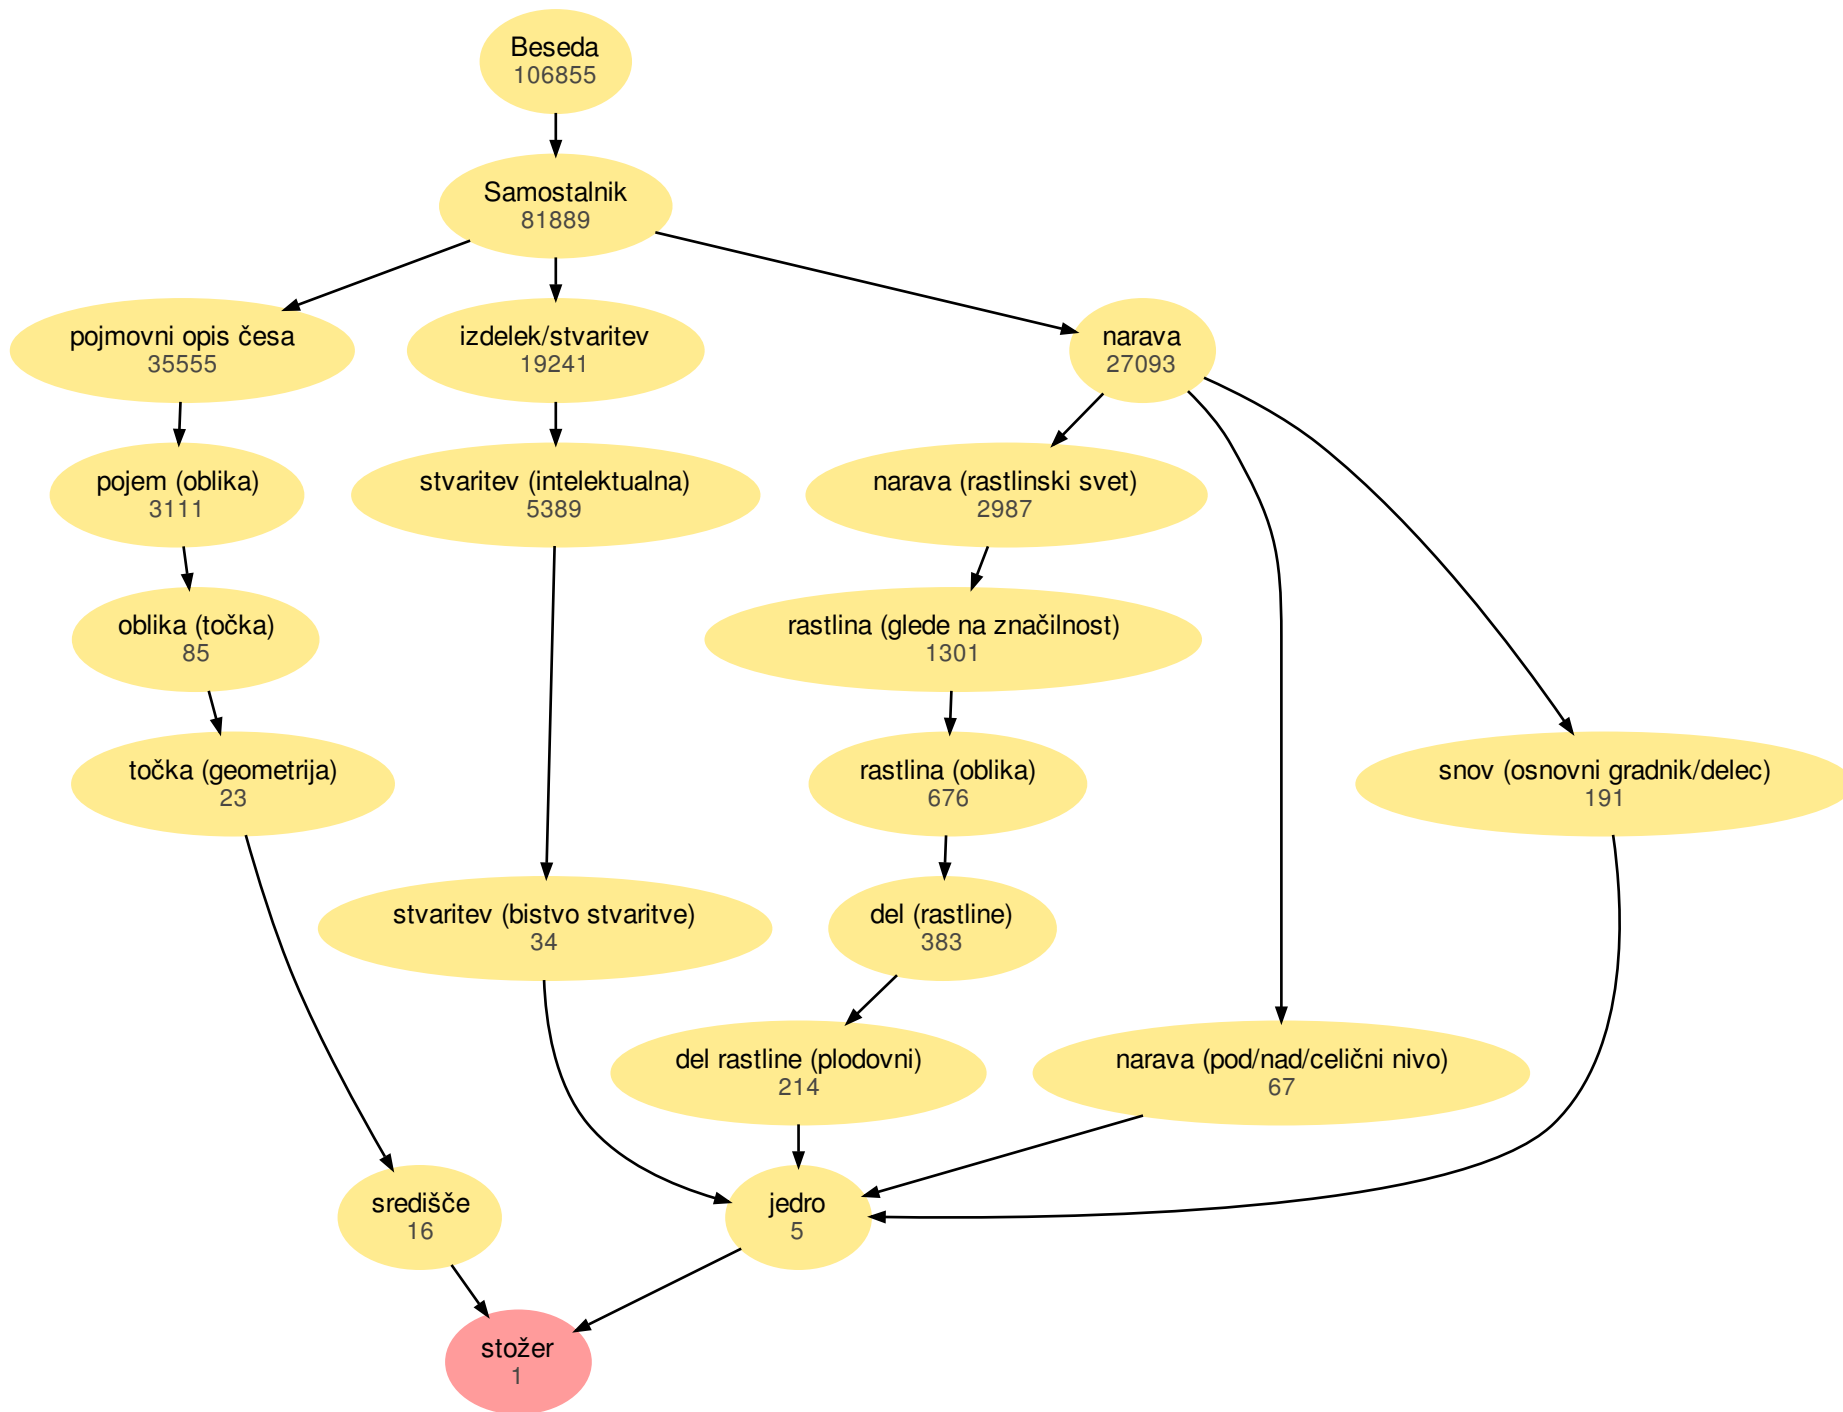 Beseda
106855
Samostalnik
81889
pojmovni opis česa
35555
izdelek/stvaritev
19241
narava
27093
pojem (oblika)
3111
stvaritev (intelektualna)
5389
narava (rastlinski svet)
2987
oblika (točka)
85
rastlina (glede na značilnost)
1301
točka (geometrija)
23
rastlina (oblika)
676
snov (osnovni gradnik/delec)
191
stvaritev (bistvo stvaritve)
34
del (rastline)
383
del rastline (plodovni)
214
narava (pod/nad/celični nivo)
67
središče
16
jedro
5
stožer
1